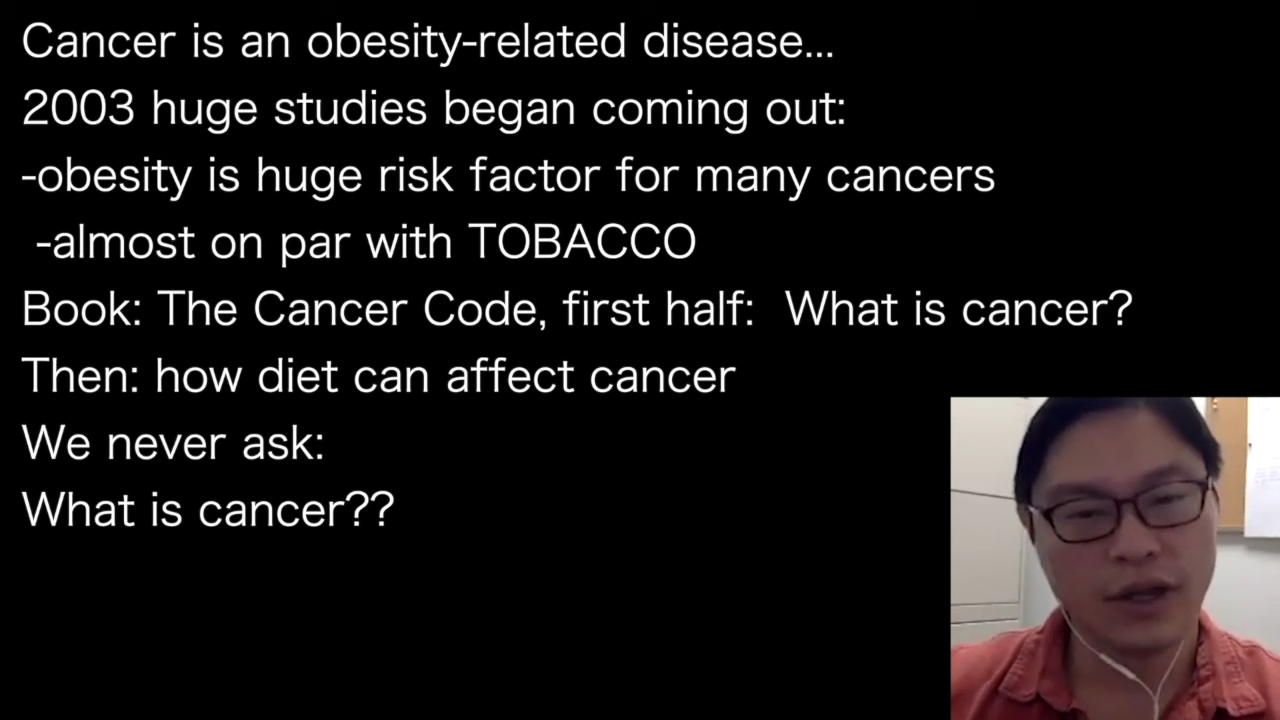 Cancer is an obesity-related disease...
2003 huge studies began coming out:
-obesity is huge risk factor for many cancers
-almost on par with TOBACCO
Book: The Cancer Code, first half:  What is cancer?
Then: how diet can affect cancer
We never ask:
What is cancer??